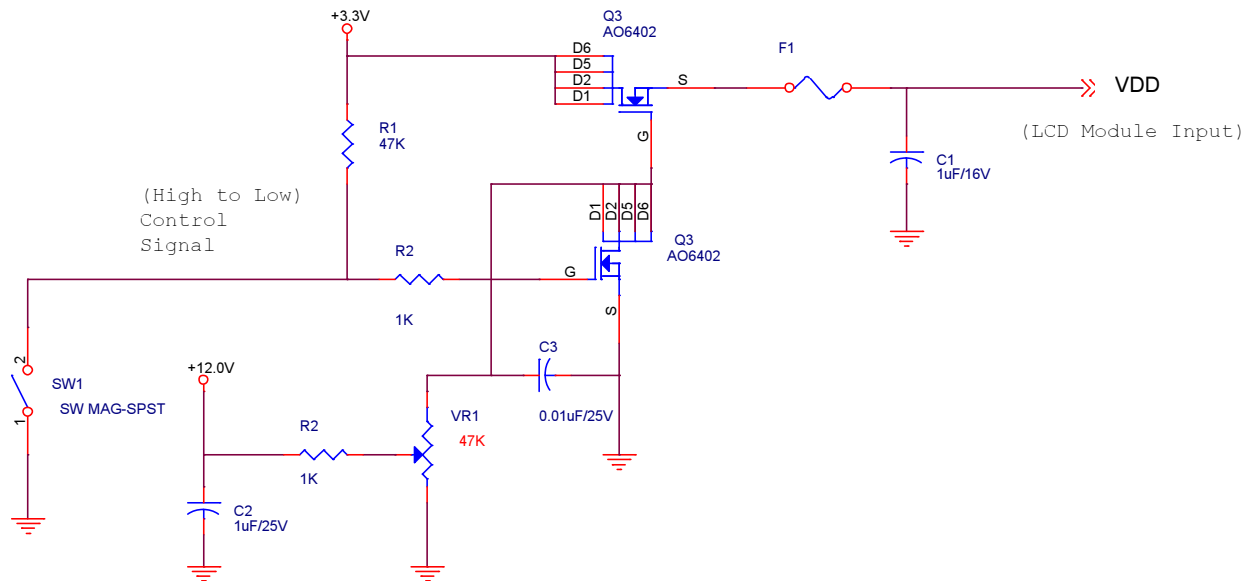 +3.3V
Q3
AO6402
D6
D5
D2
D1
S
G
F1
VDD
(LCD Module Input)
R1
47K
C1
1uF/16V
(High to Low)
Control
Signal
D1
D2
D5
D6
Q3
AO6402
R2
1K
G
S
2
1
SW1
SW MAG-SPST
+12.0V
C3
0.01uF/25V
R2
1K
VR1
47K
C2
1uF/25V